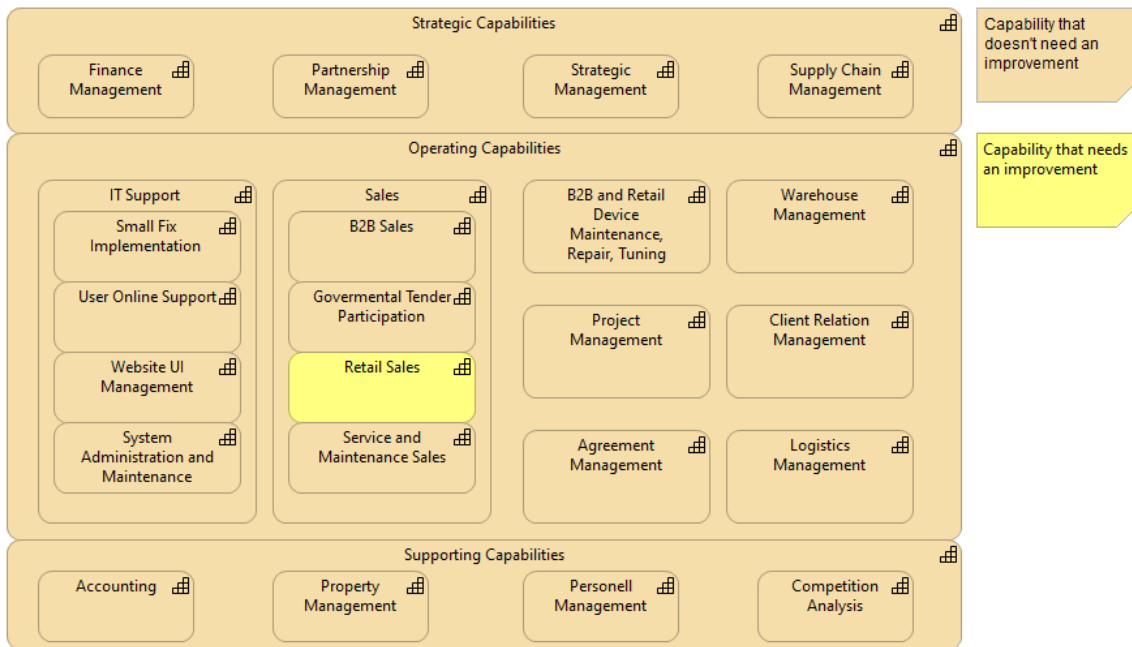 Strategic Capabilities
Finance
Management
Partnership
Management
Strategic
Management
Supply Chain
Management
Capability that
doesn't need an
improvement
Operating Capabilities
Capability that needs
an improvement
IT Support
Small Fix
Implementation
User Online Support
Website UI
Management
System
Administration and
Maintenance
Sales
B2B Sales
Govermental Tender
Participation
Retail Sales
Service and
Maintenance Sales
B2B and Retail
Device
Maintenance,
Repair, Tuning
Warehouse
Management
Project
Management
Client Relation
Management
Agreement
Management
Logistics
Management
Supporting Capabilities
Accounting
Property
Management
Personell
Management
Competition
Analysis